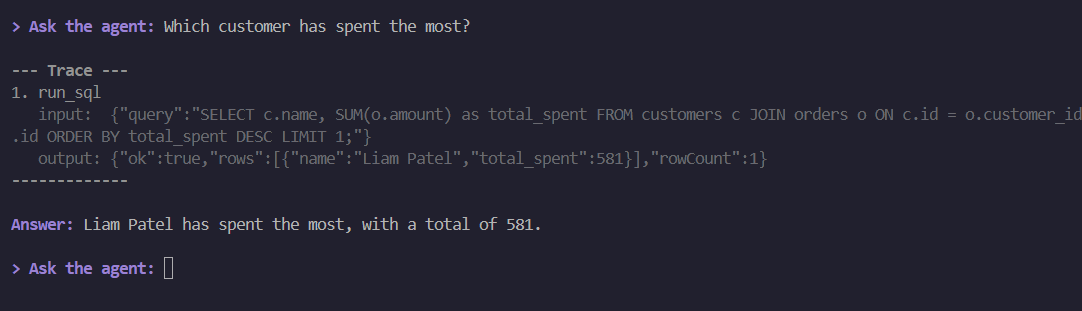 > Ask the agent: Which customer has spent the most?
--- Trace ---
1. run_sql
input: {"query":"SELECT c.name, SUM(o.amount) as total_spent FROM customers c JOIN orders o ON c.id = o.customer_id
.id ORDER BY total_spent DESC LIMIT 1;"}
output: {"ok":true,"rows":[{"name":"Liam Patel","total_spent":581}],"rowCount":1}
-------------
Answer: Liam Patel has spent the most, with a total of 581.
> Ask the agent: